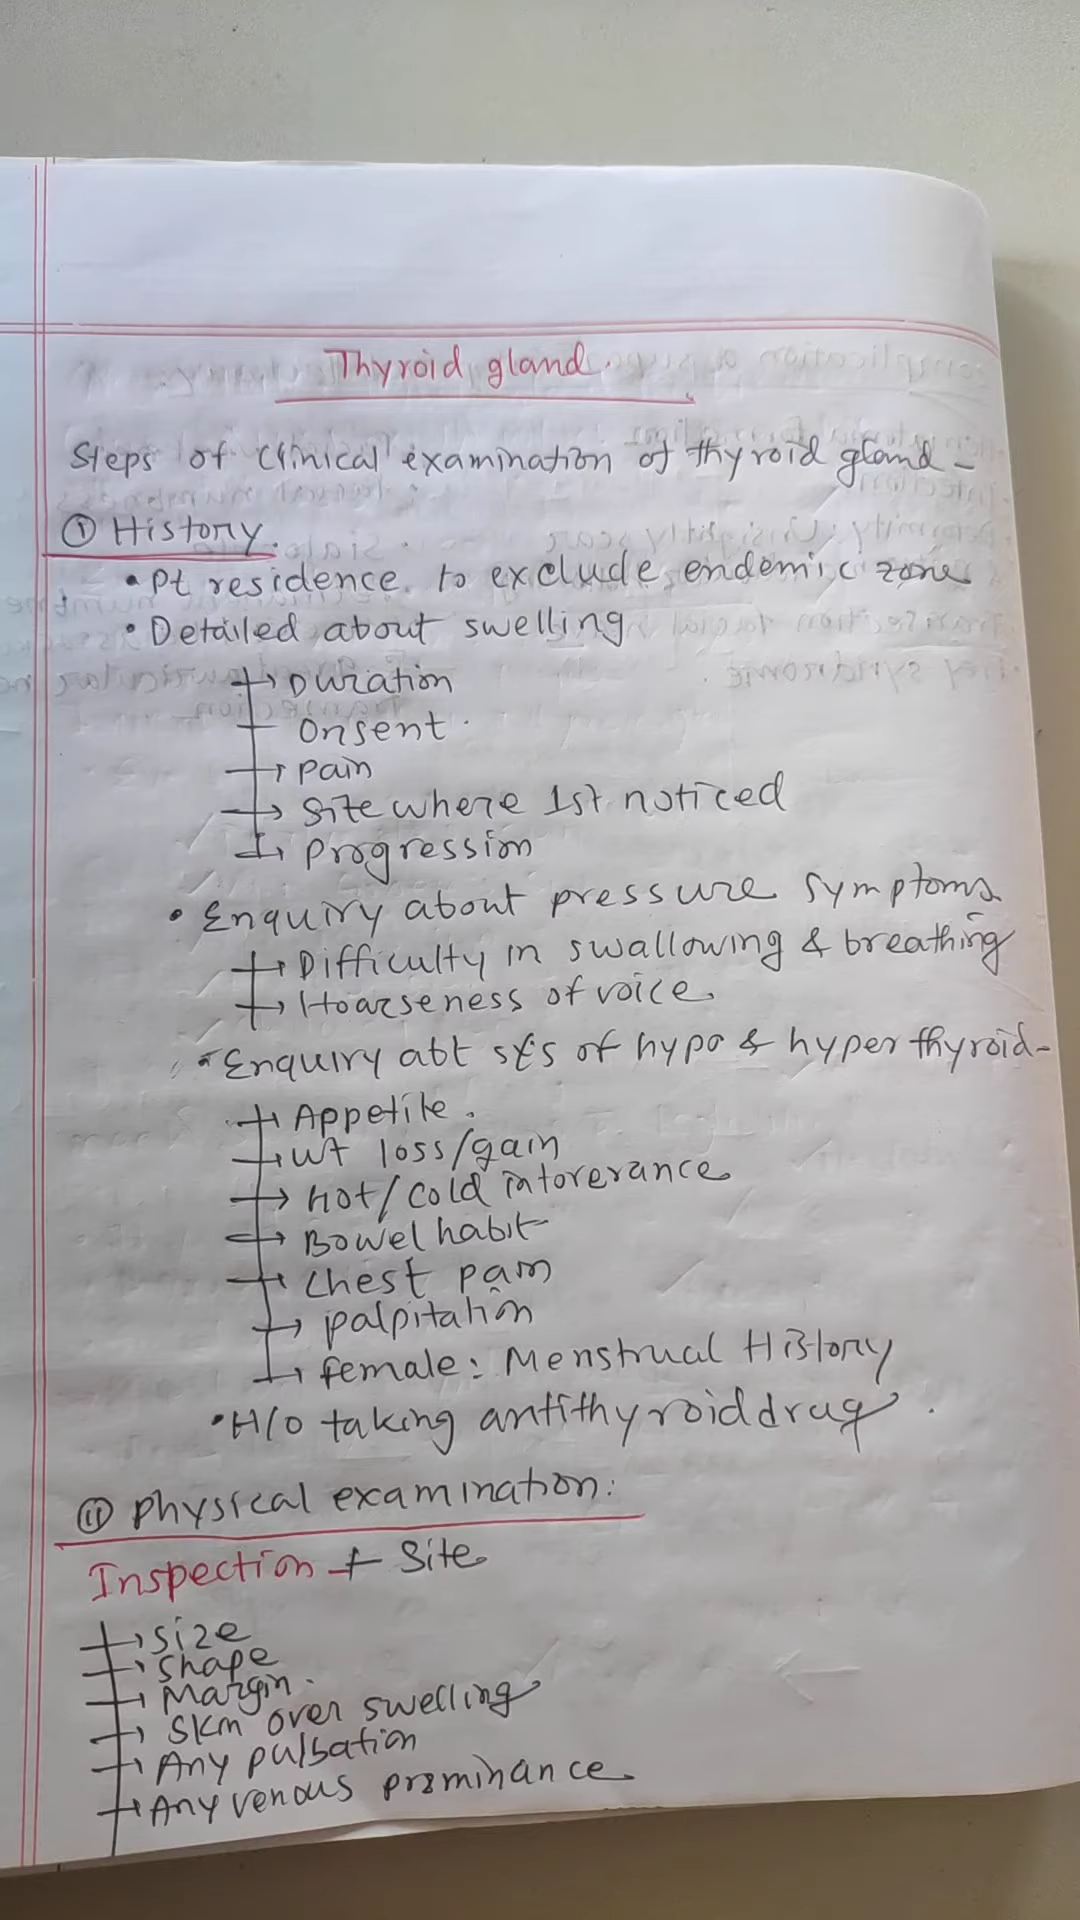 Thyroid gland.
Steps of clinical examination of thyroid gland -
① History.
• Pt residence to exclude endemic zone
• Detailed about swelling
→ Duration
Onsent.
→ pain
→ Site where 1st noticed
→ progression
• Enquiry about pressure symptoms
→ Difficulty in swallowing & breathing
→ Hoarseness of voice
• Enquiry abt s&s of hypo & hyper thyroid-
→ Appetite.
→ wt loss/gain
→ hot/cold intorerance
→ Bowel habit
→ chest pain
→ palpitation
→ female: Menstrual History
• H/o taking antithyroid drug.
⑪ physical examination:
Inspection → Site
→ size
→ shape
→ Margin.
→ skin over swelling
→ Any pulsation
→ Any venous prominance